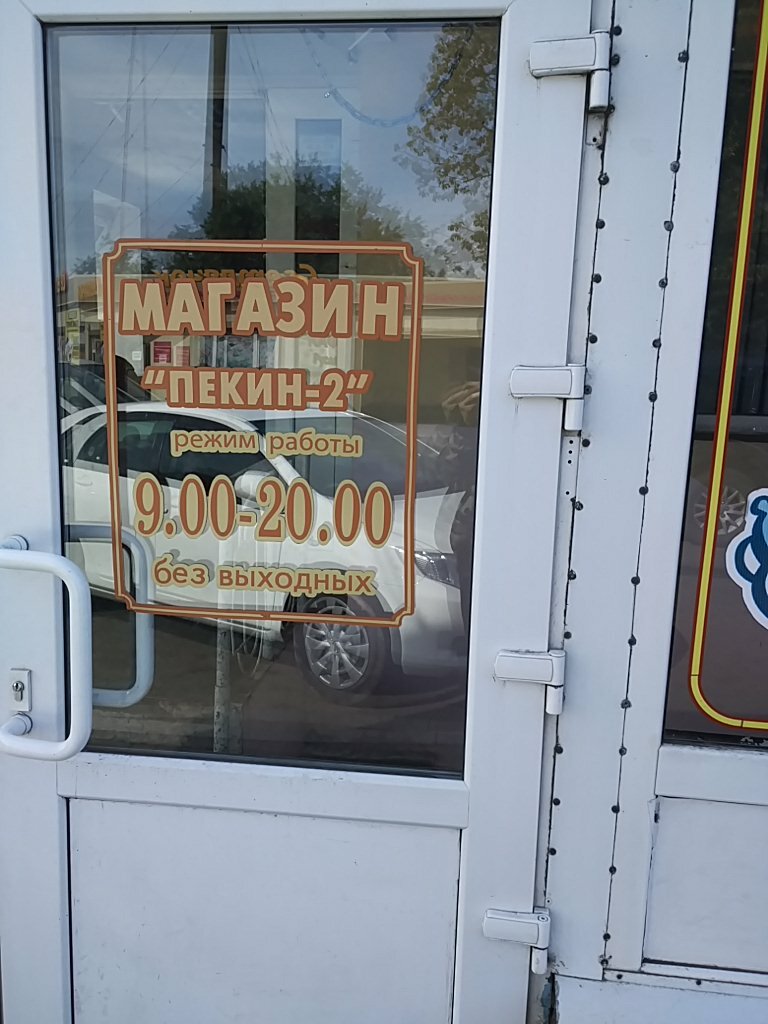 МАГАЗИН
"ПЕКИН-2"
режим работы
9.00-20.00
без выходных